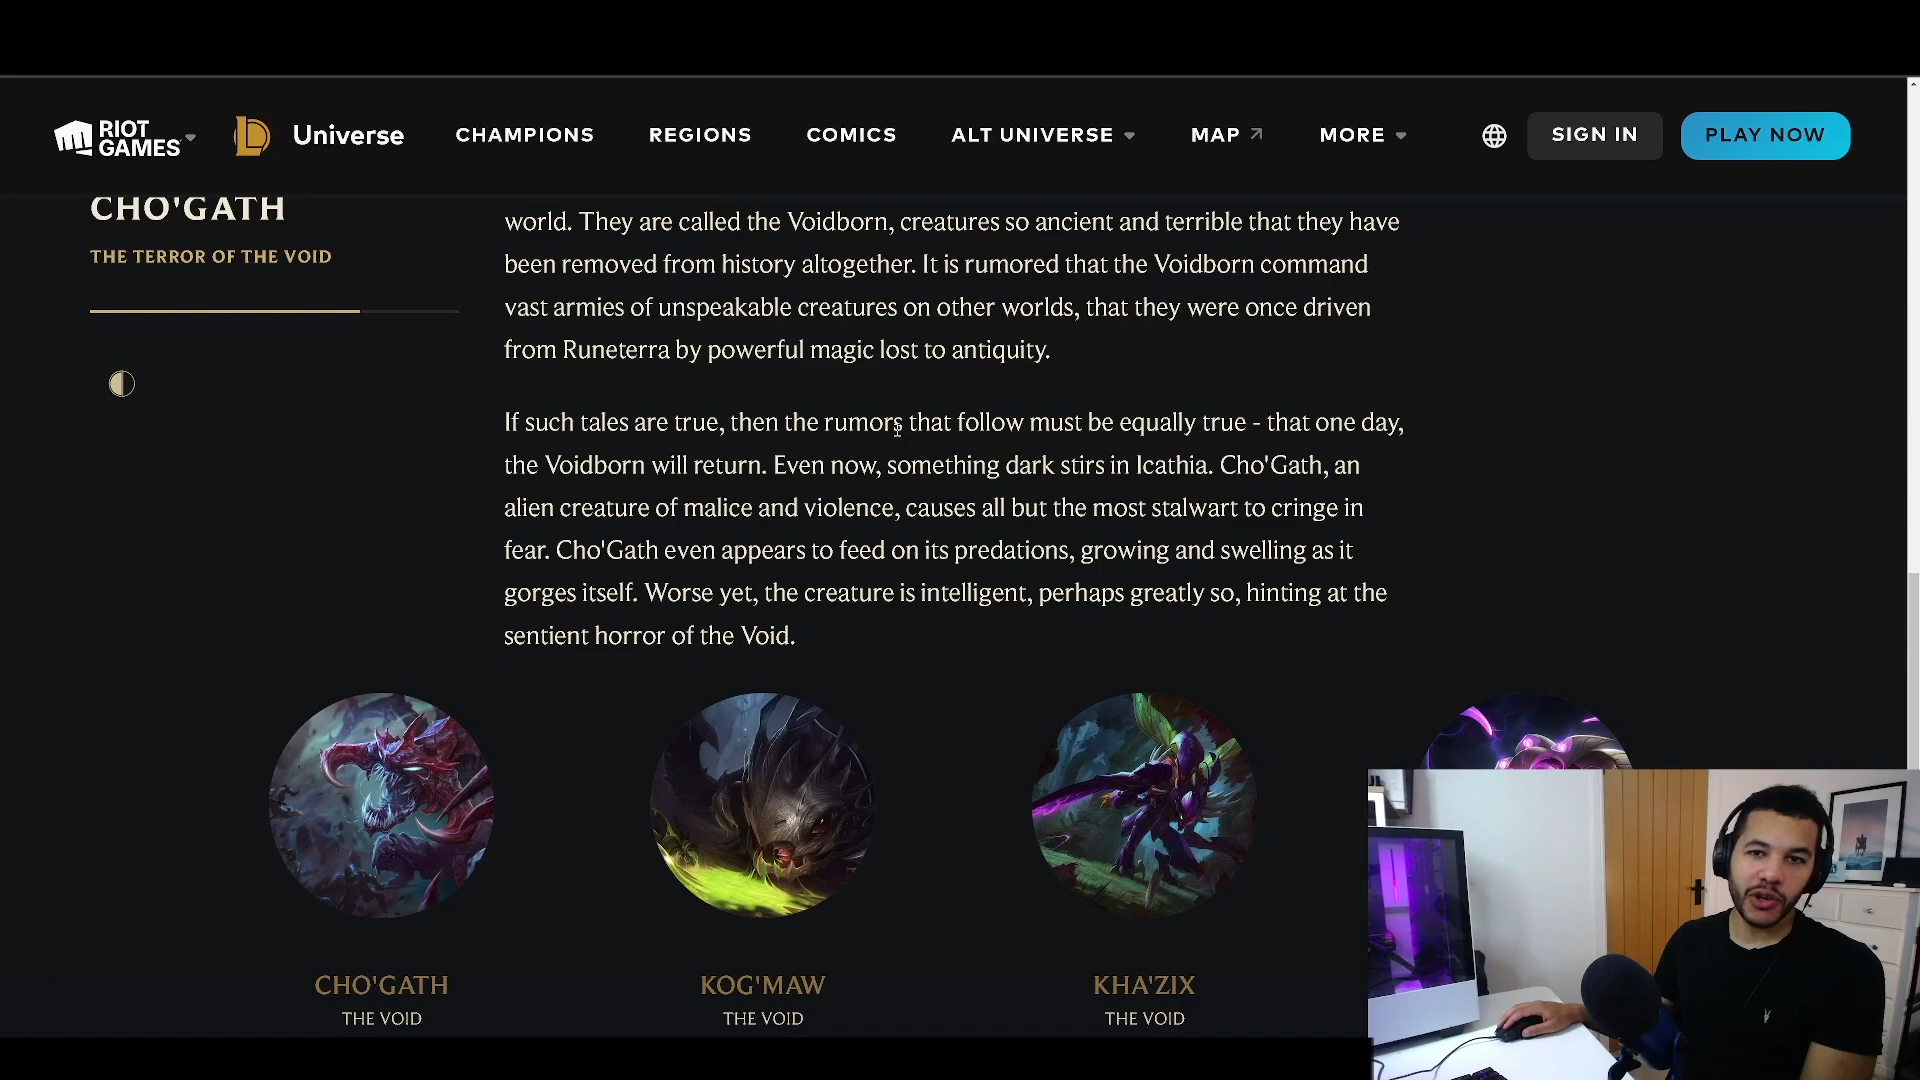 RIOT GAMES
Universe
CHAMPIONS
REGIONS
COMICS
ALT UNIVERSE
MAP
MORE
SIGN IN
PLAY NOW
CHO'GATH
THE TERROR OF THE VOID
world. They are called the Voidborn, creatures so ancient and terrible that they have
been removed from history altogether. It is rumored that the Voidborn command
vast armies of unspeakable creatures on other worlds, that they were once driven
from Runeterra by powerful magic lost to antiquity.
If such tales are true, then the rumors that follow must be equally true - that one day,
the Voidborn will return. Even now, something dark stirs in Icathia. Cho'Gath, an
alien creature of malice and violence, causes all but the most stalwart to cringe in
fear. Cho'Gath even appears to feed on its predations, growing and swelling as it
gorges itself. Worse yet, the creature is intelligent, perhaps greatly so, hinting at the
sentient horror of the Void.
CHO'GATH
THE VOID
KOG'MAW
THE VOID
KHA'ZIX
THE VOID